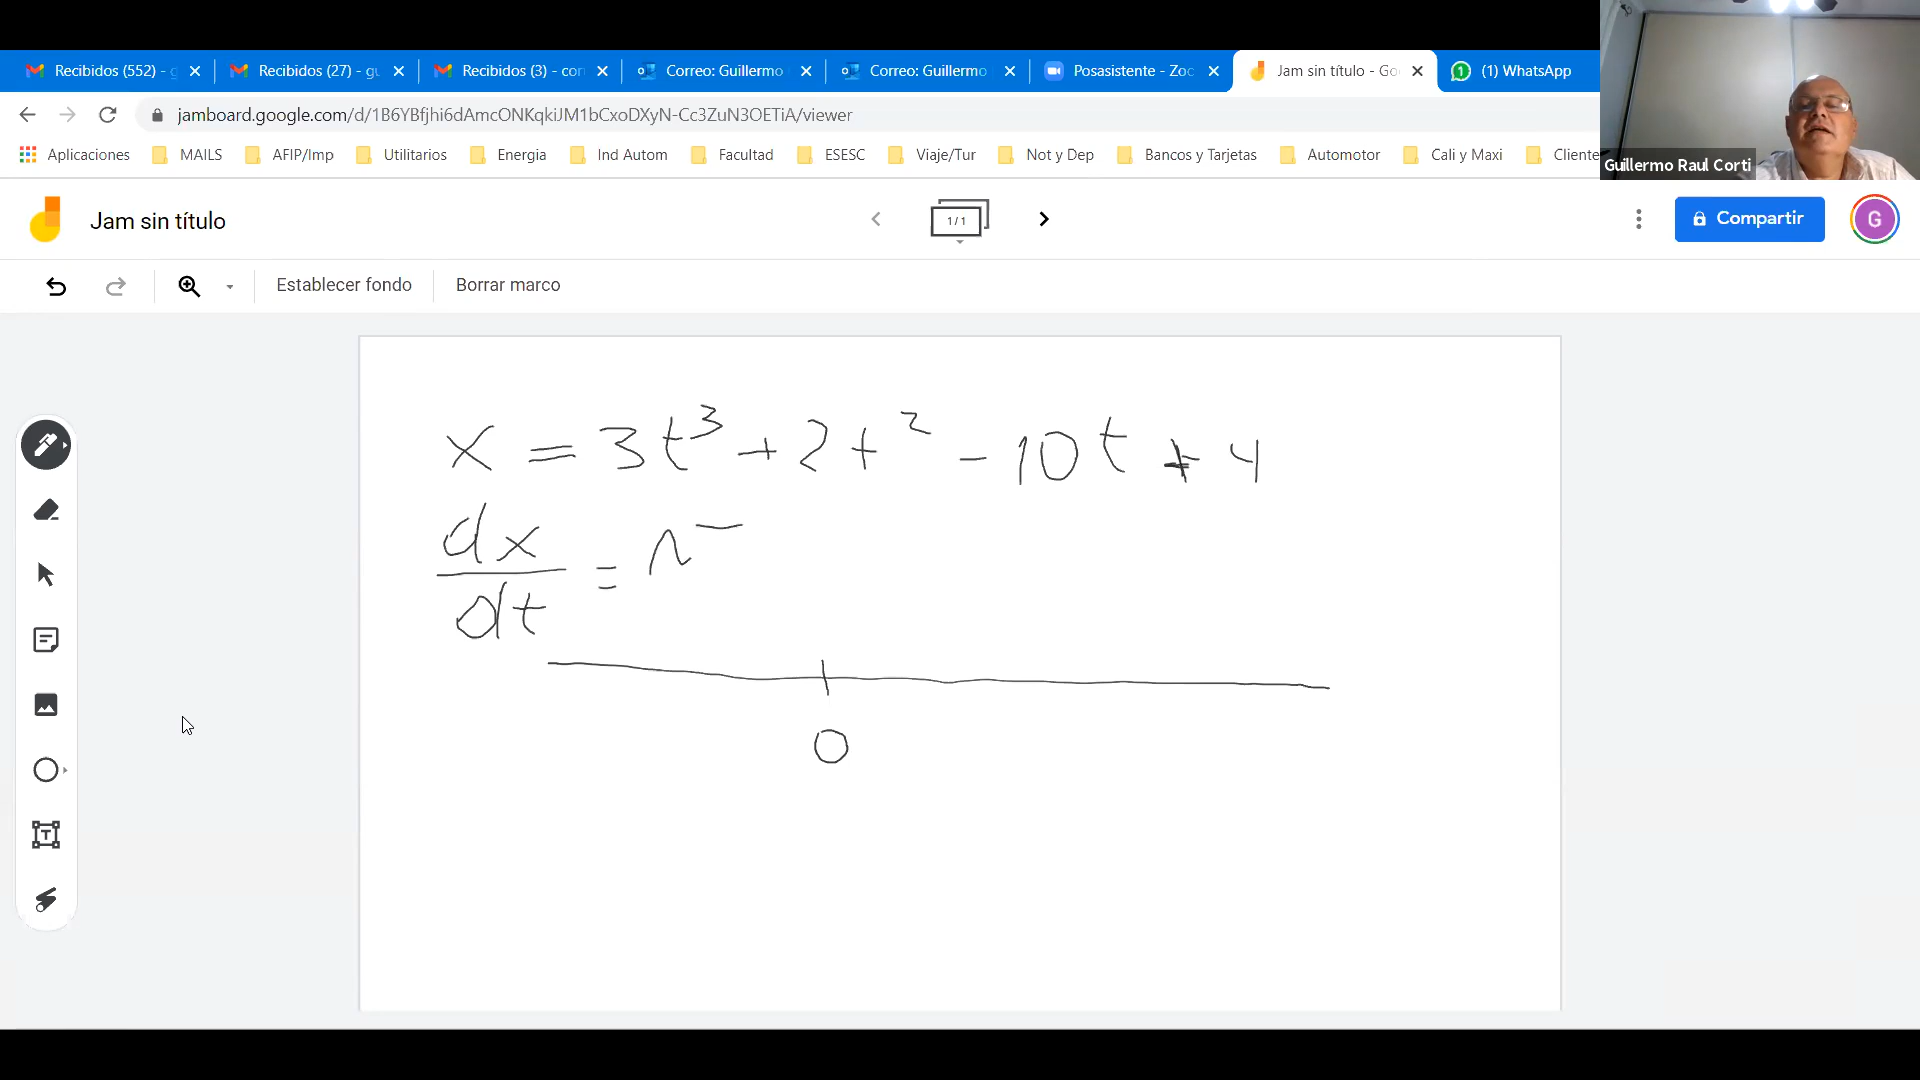 Recibidos (552) - g
Recibidos (27) - gu
Recibidos (3) - con
Correo: Guillermo
Correo: Guillermo
Posasistente - Zoc
Jam sin título - Go
(1) WhatsApp
jamboard.google.com/d/1B6YBfjhi6dAmcONKqkiJM1bCxoDXyN-Cc3ZuN3OETiA/viewer
Aplicaciones MAILS AFIP/Imp Utilitarios Energia Ind Autom Facultad ESESC Viaje/Tur Not y Dep Bancos y Tarjetas Automotor Cali y Maxi Cliente
Guillermo Raul Corti
Jam sin título
1/1
Compartir
G
Establecer fondo
Borrar marco
x = 3t³ + 2t² - 10t + 4
dx/dt = v
0